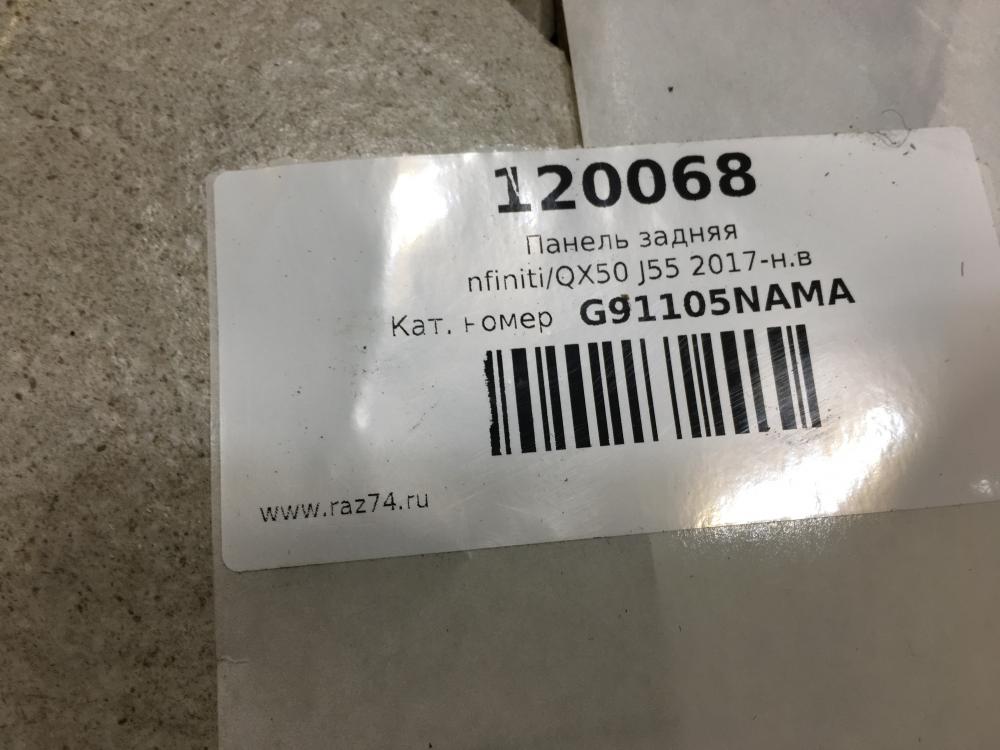 120068
Панель задняя
nfiniti/QX50 J55 2017-н.в
Кат. номер G91105NAMA
www.raz74.ru